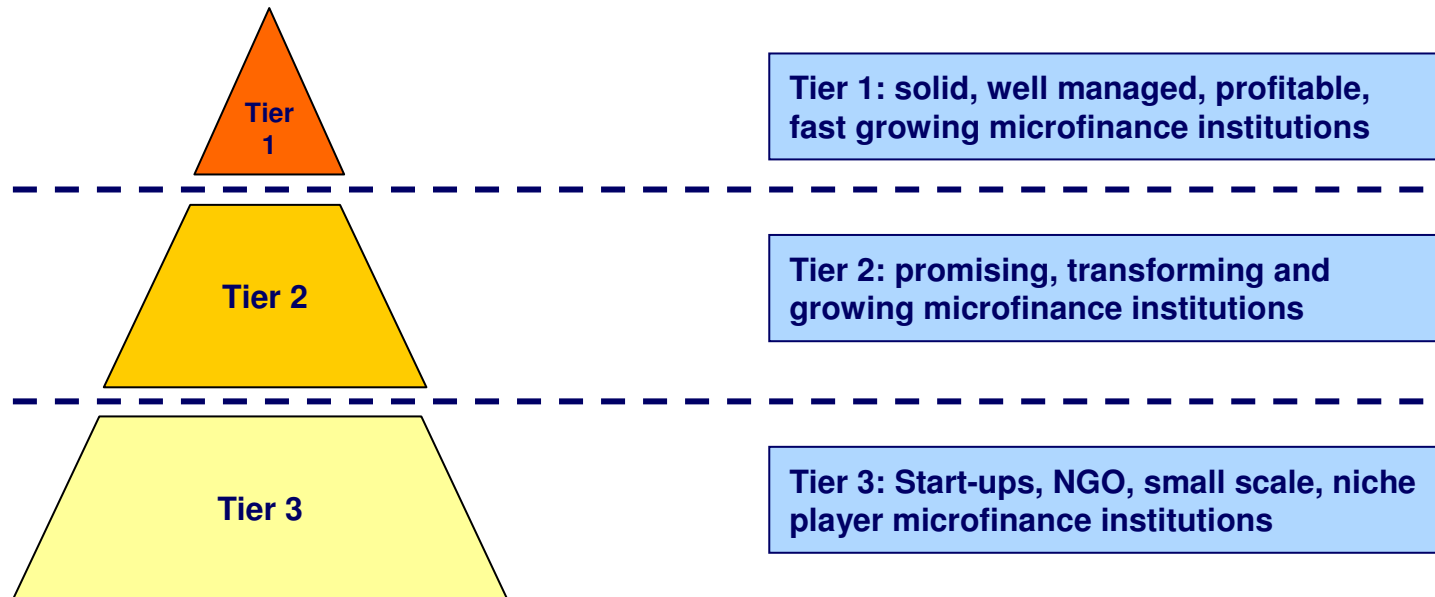 Tier
1
Tier 1: solid, well managed, profitable,
fast growing microfinance institutions
Tier 2
Tier 2: promising, transforming and
growing microfinance institutions
Tier 3
Tier 3: Start-ups, NGO, small scale, niche
player microfinance institutions